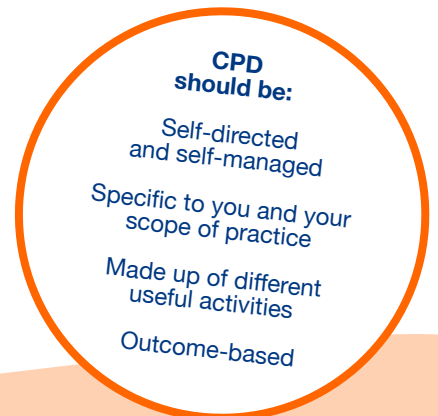 CPD
should be:
Self-directed
and self-managed
Specific to you and your
scope of practice
Made up of different
useful activities
Outcome-based